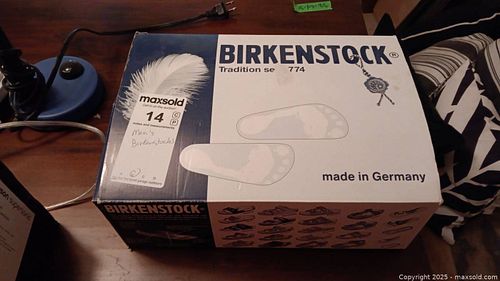 BIRKENSTOCK®
Tradition se 774
maxsold
14
C
P
Men's
Birkenstocks
made in Germany
BIRKENSTOCK®
Copyright 2025 - maxsold.com